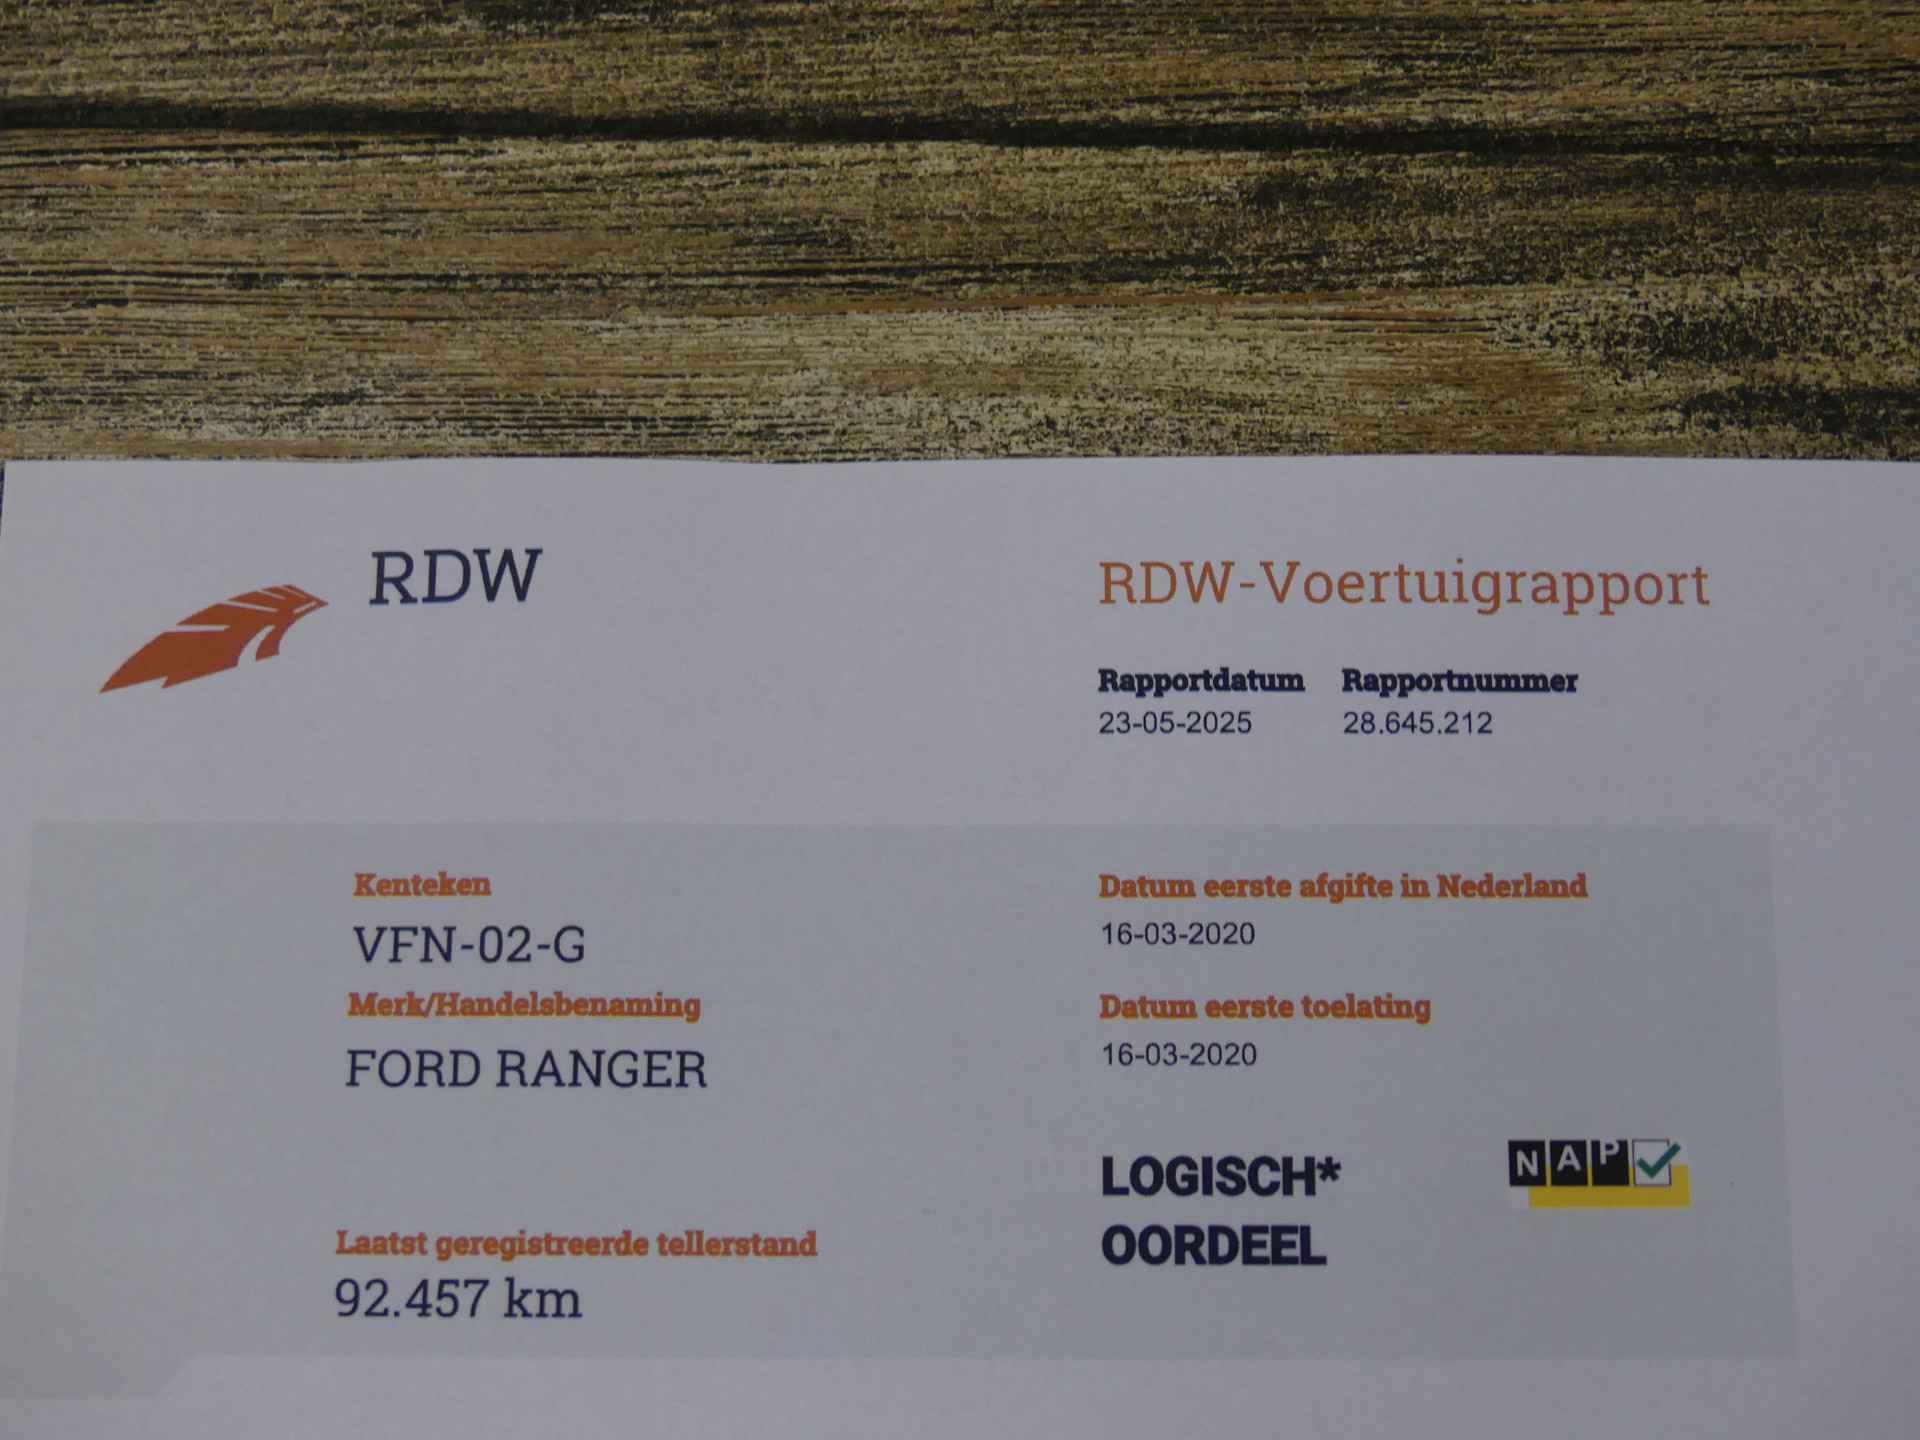 RDW
RDW-Voertuigrapport
Rapportdatum Rapportnummer
23-05-2025 28.645.212
Kenteken
VFN-02-G
Merk/Handelsbenaming
FORD RANGER
Laatst geregistreerde tellerstand
92.457 km
Datum eerste afgifte in Nederland
16-03-2020
Datum eerste toelating
16-03-2020
LOGISCH*
OORDEEL
NAP